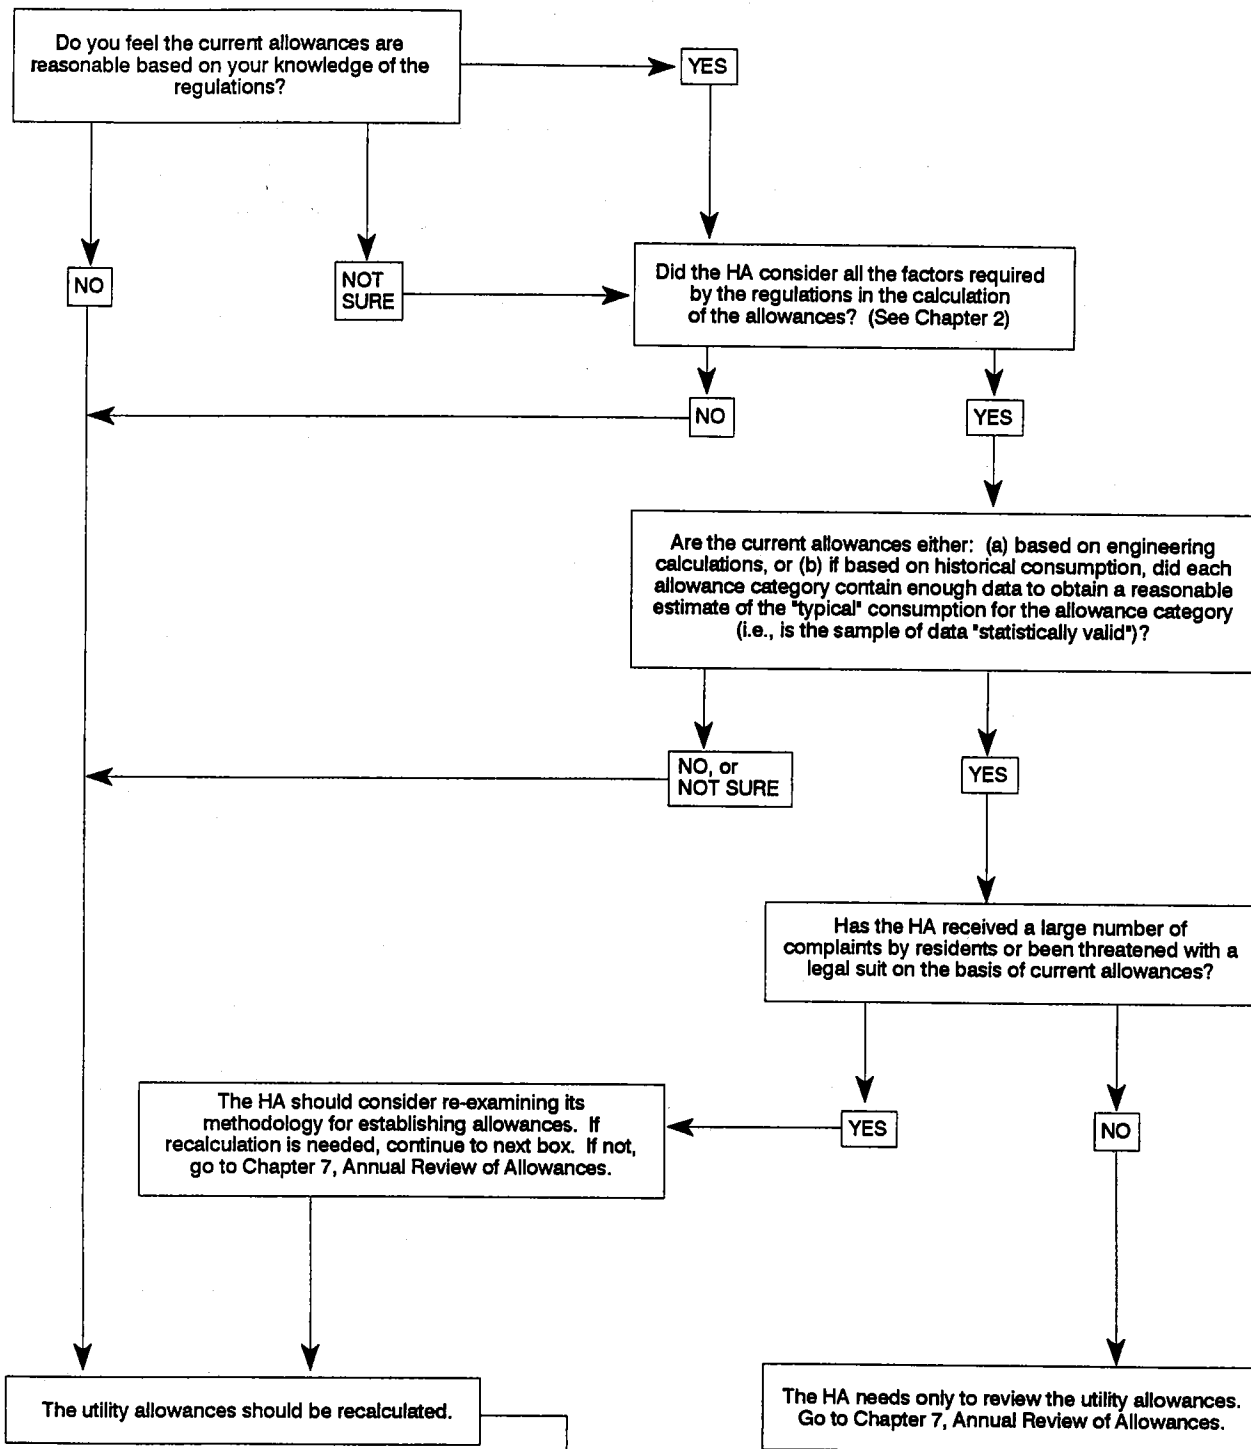 Do you feel the current allowances are
reasonable based on your knowledge of the
regulations?
YES
NO
NOT
SURE
Did the HA consider all the factors required
by the regulations in the calculation
of the allowances? (See Chapter 2)
NO
YES
Are the current allowances either: (a) based on engineering
calculations, or (b) if based on historical consumption, did each
allowance category contain enough data to obtain a reasonable
estimate of the "typical" consumption for the allowance category
(i.e., is the sample of data "statistically valid")?
NO, or
NOT SURE
YES
Has the HA received a large number of
complaints by residents or been threatened with a
legal suit on the basis of current allowances?
The HA should consider re-examining its
methodology for establishing allowances. If
recalculation is needed, continue to next box. If not,
go to Chapter 7, Annual Review of Allowances.
YES
NO
The utility allowances should be recalculated.
The HA needs only to review the utility allowances.
Go to Chapter 7, Annual Review of Allowances.